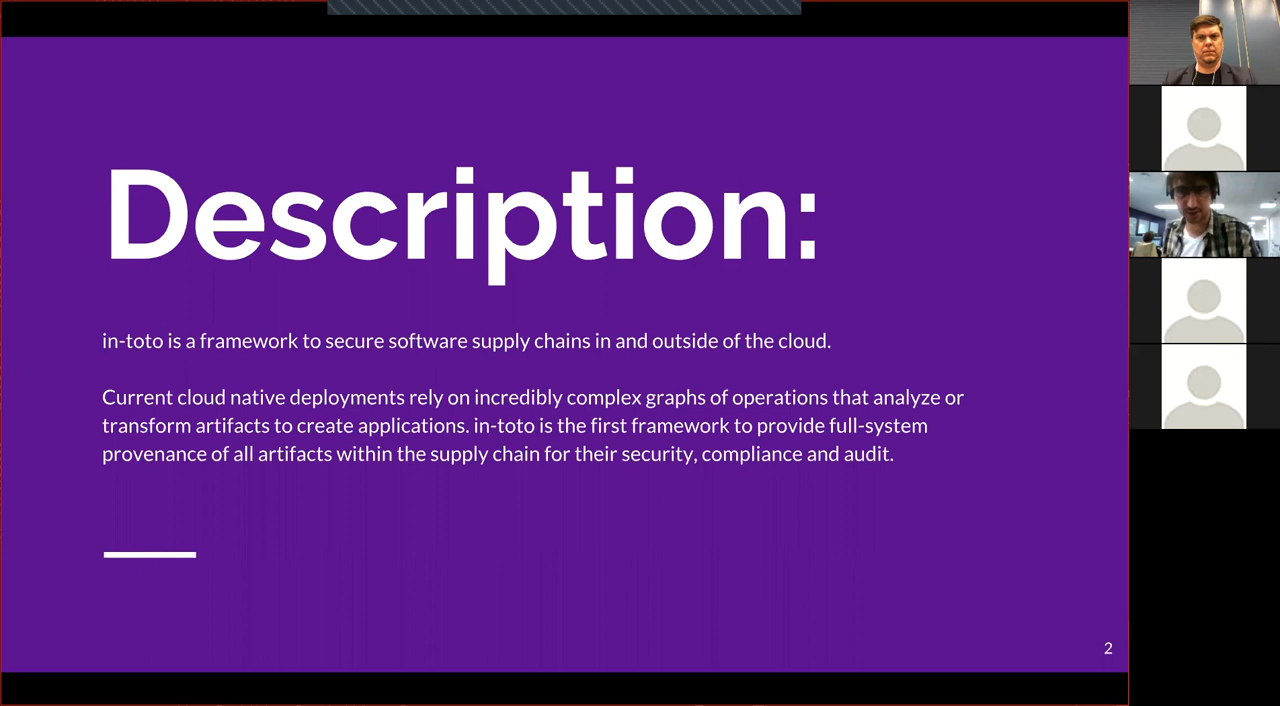 Description:
in-toto is a framework to secure software supply chains in and outside of the cloud.
Current cloud native deployments rely on incredibly complex graphs of operations that analyze or
transform artifacts to create applications. in-toto is the first framework to provide full-system
provenance of all artifacts within the supply chain for their security, compliance and audit.
2